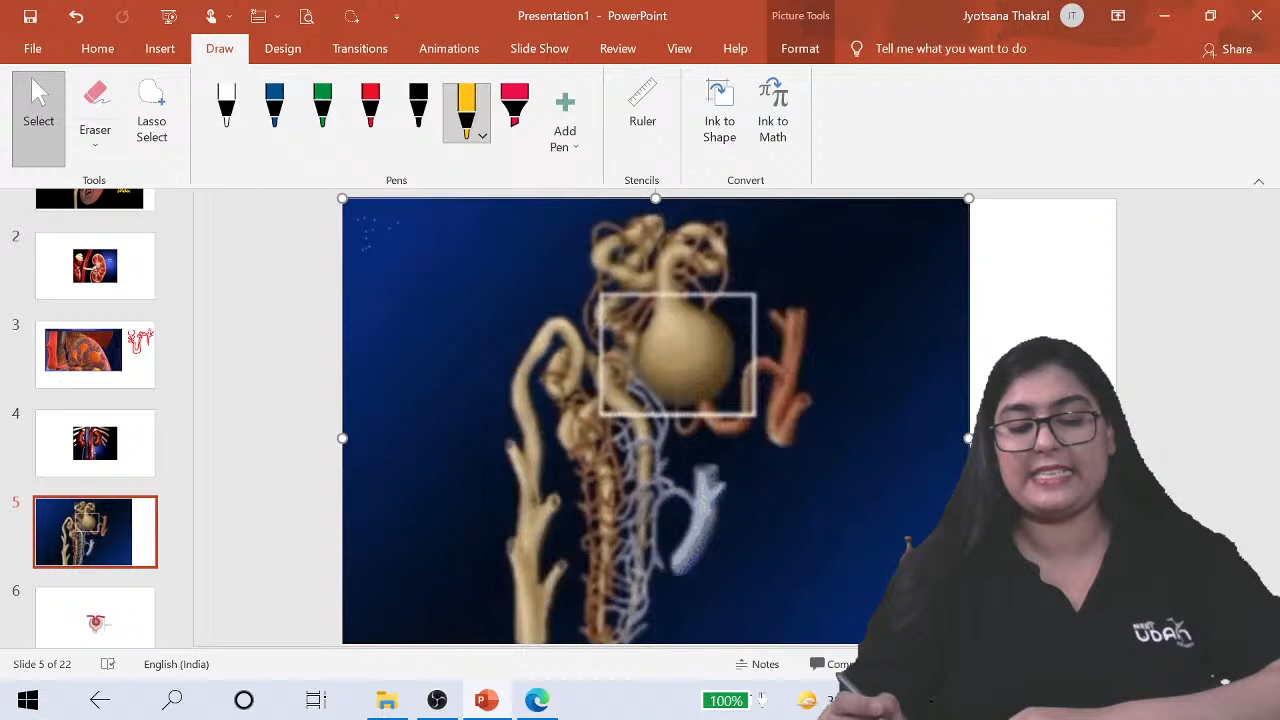 Presentation1 - PowerPoint
Picture Tools
Jyotsana Thakral
JT
File
Home
Insert
Draw
Design
Transitions
Animations
Slide Show
Review
View
Help
Format
Tell me what you want to do
Share
Select
Eraser
Lasso
Select
Add
Pen
Ruler
Ink to
Shape
Ink to
Math
Tools
Pens
Stencils
Convert
2
3
4
5
6
Slide 5 of 22
English (India)
Notes
100%
UDAN